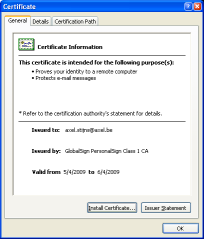 Certificate
General Details Certification Path
Certificate Information
This certificate is intended for the following purpose(s):
• Proves your identity to a remote computer
• Protects e-mail messages
* Refer to the certification authority's statement for details.
Issued to: axel.stijns@axel.be
Issued by: GlobalSign PersonalSign Class 1 CA
Valid from 5/4/2009 to 6/4/2009
Install Certificate... Issuer Statement
OK